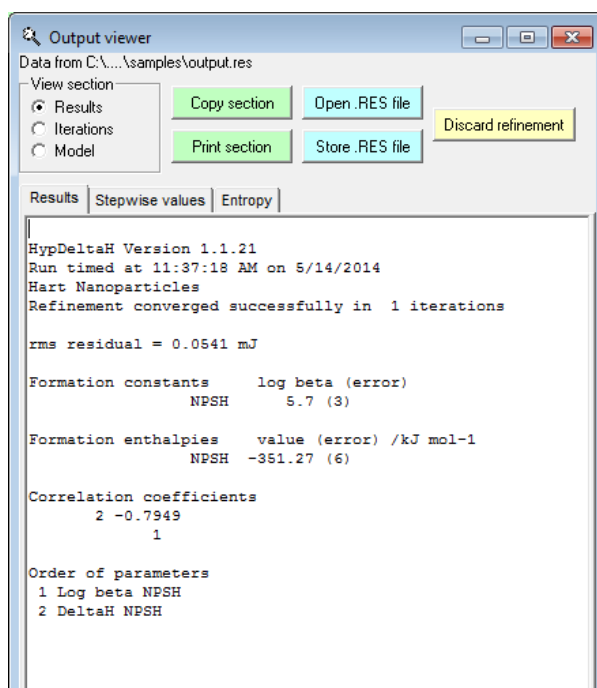 Output viewer
Data from C:\....\samples\output.res
View section
Results
Iterations
Model
Copy section
Open .RES file
Discard refinement
Print section
Store .RES file
Results Stepwise values Entropy
HypDeltaH Version 1.1.21
Run timed at 11:37:18 AM on 5/14/2014
Hart Nanoparticles
Refinement converged successfully in 1 iterations
rms residual = 0.0541 mJ
Formation constants log beta (error)
NPSH 5.7 (3)
Formation enthalpies value (error) /kJ mol-1
NPSH -351.27 (6)
Correlation coefficients
2 -0.7949
1
Order of parameters
1 Log beta NPSH
2 DeltaH NPSH